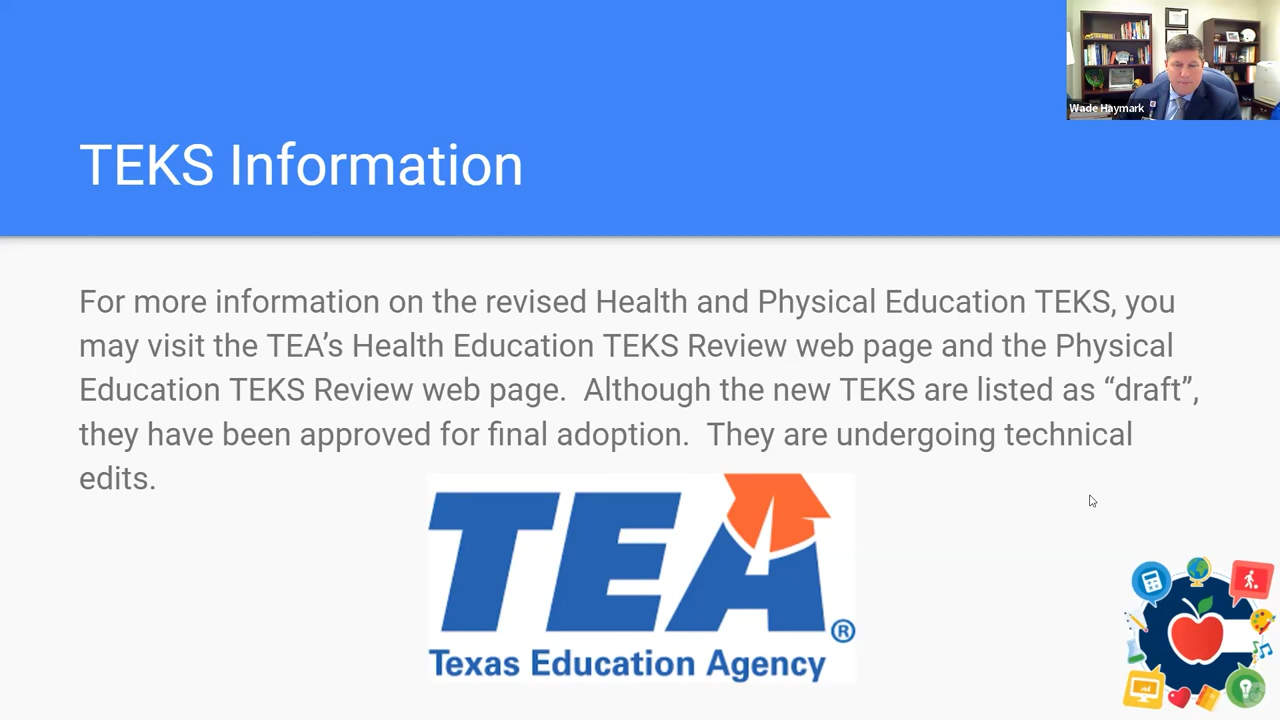 Wade Haymark
TEKS Information
For more information on the revised Health and Physical Education TEKS, you
may visit the TEA’s Health Education TEKS Review web page and the Physical
Education TEKS Review web page.  Although the new TEKS are listed as “draft”,
they have been approved for final adoption.  They are undergoing technical
edits.
TEA®
Texas Education Agency